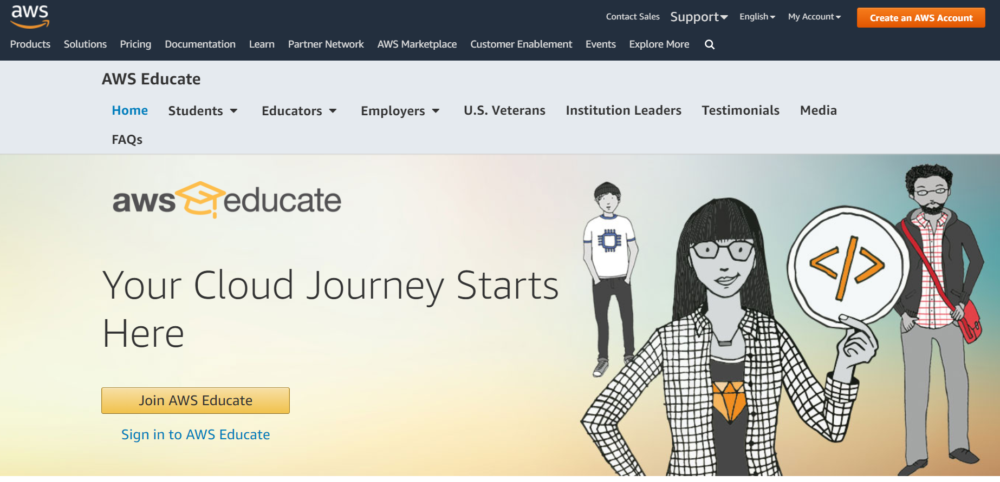 aws
Contact Sales Support English My Account Create an AWS Account
Products Solutions Pricing Documentation Learn Partner Network AWS Marketplace Customer Enablement Events Explore More
AWS Educate
Home Students Educators Employers U.S. Veterans Institution Leaders Testimonials Media
FAQs
aws educate
</>
Your Cloud Journey Starts
Here
Join AWS Educate
Sign in to AWS Educate